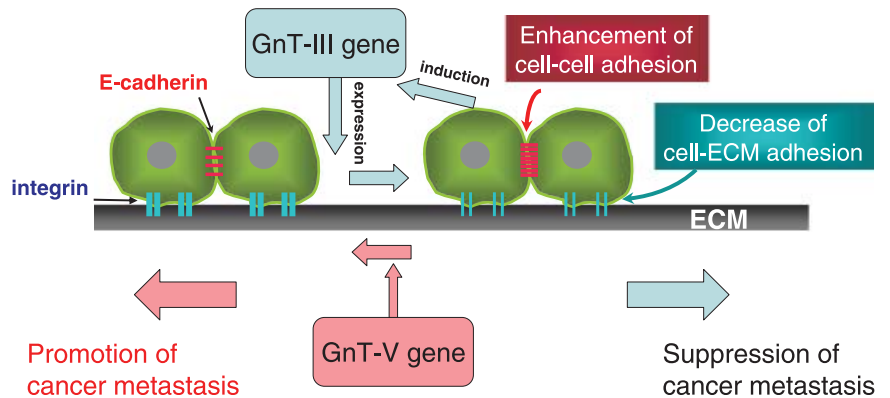 GnT-III gene
Enhancement of
cell-cell adhesion
induction
expression
E-cadherin
Decrease of
cell-ECM adhesion
integrin
ECM
Promotion of
cancer metastasis
GnT-V gene
Suppression of
cancer metastasis